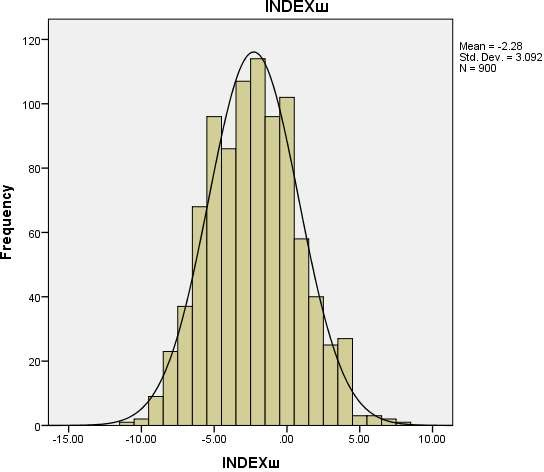 INDEXш
Mean = -2.28
Std. Dev. = 3.092
N = 900
120
100
80
60
40
20
0
Frequency
-15.00 -10.00 -5.00 .00 5.00 10.00
INDEXш